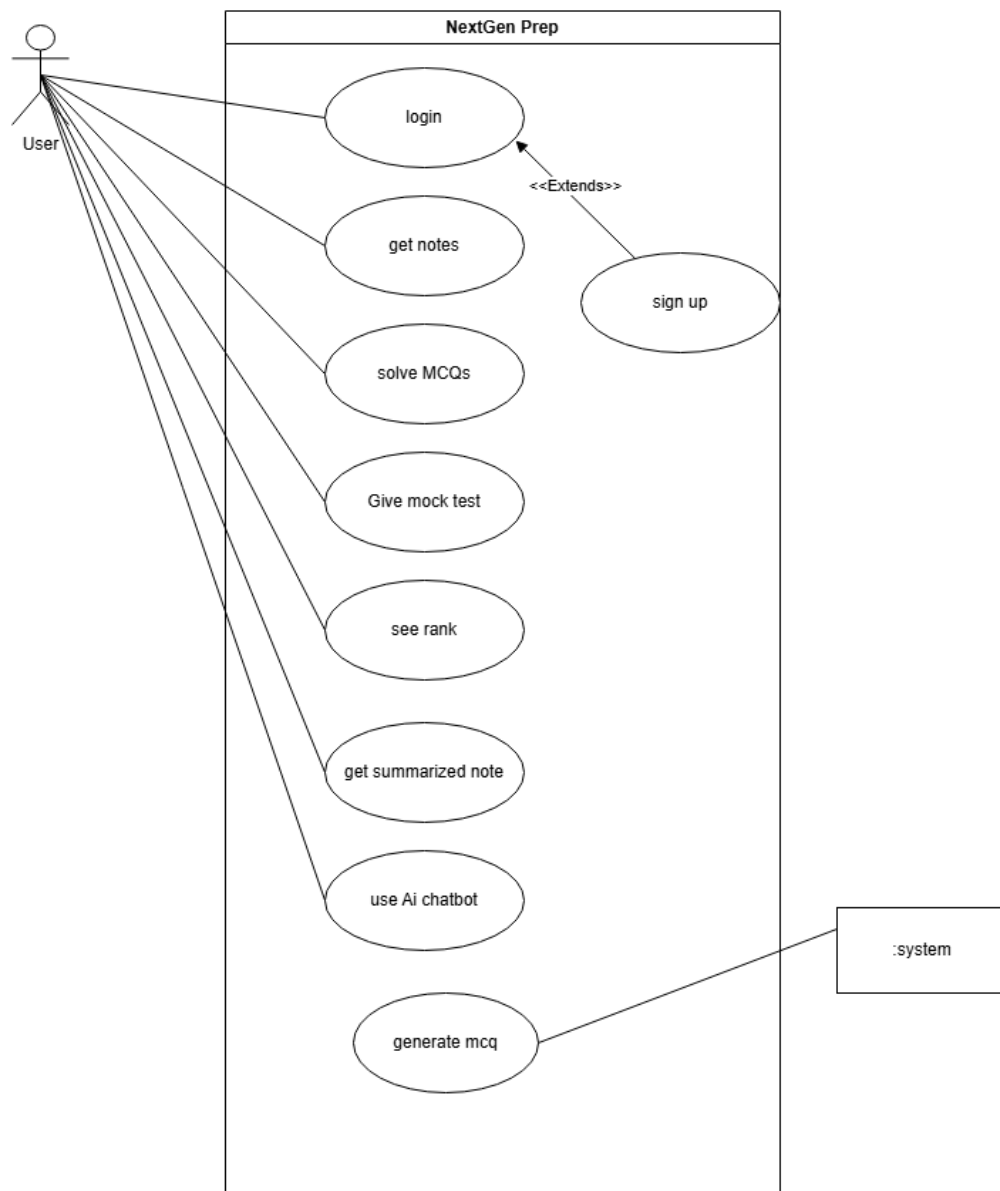 NextGen Prep
User
login
<<Extends>>
get notes
sign up
solve MCQs
Give mock test
see rank
get summarized note
use Ai chatbot
:system
generate mcq